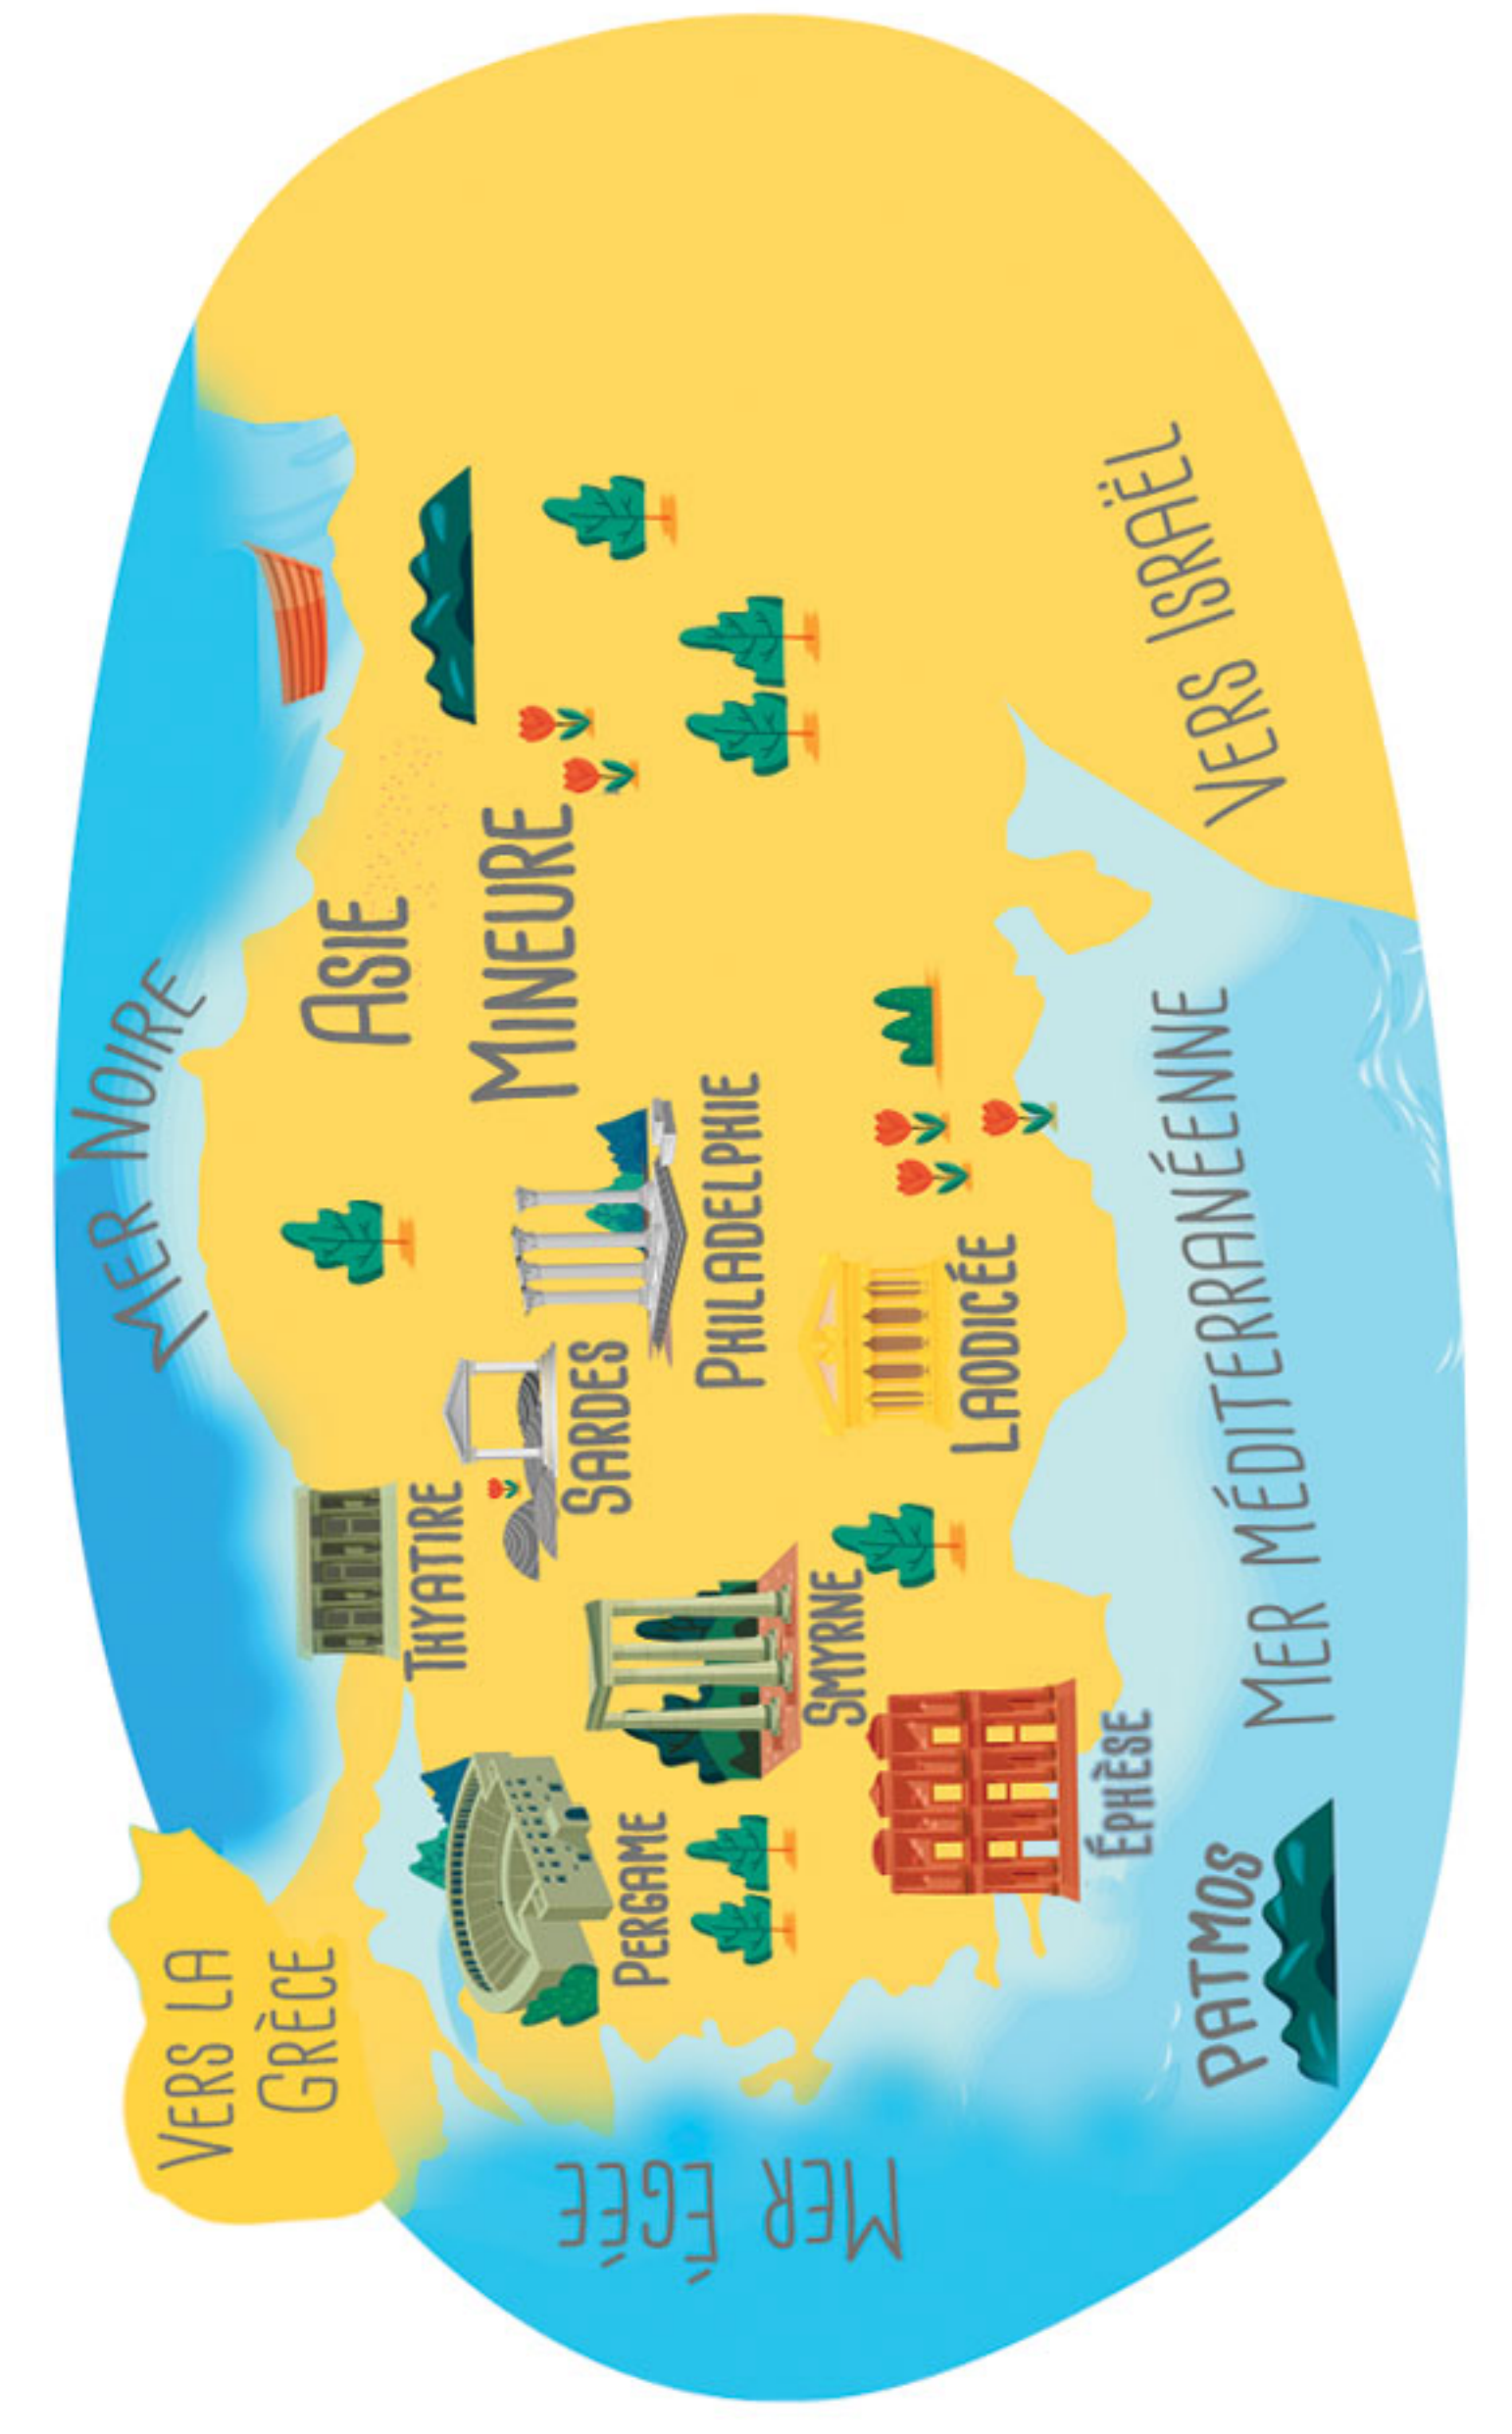 MER NOIRE
ASIE
MINEURE
VERS LA
GRÈCE
THYATIRE
SARDES
PHILADELPHIE
PERGAME
SMYRNE
LAODICÉE
ÉPHÈSE
PATMOS
MER ÉGÉE
MER MÉDITERRANÉENNE
VERS ISRAËL